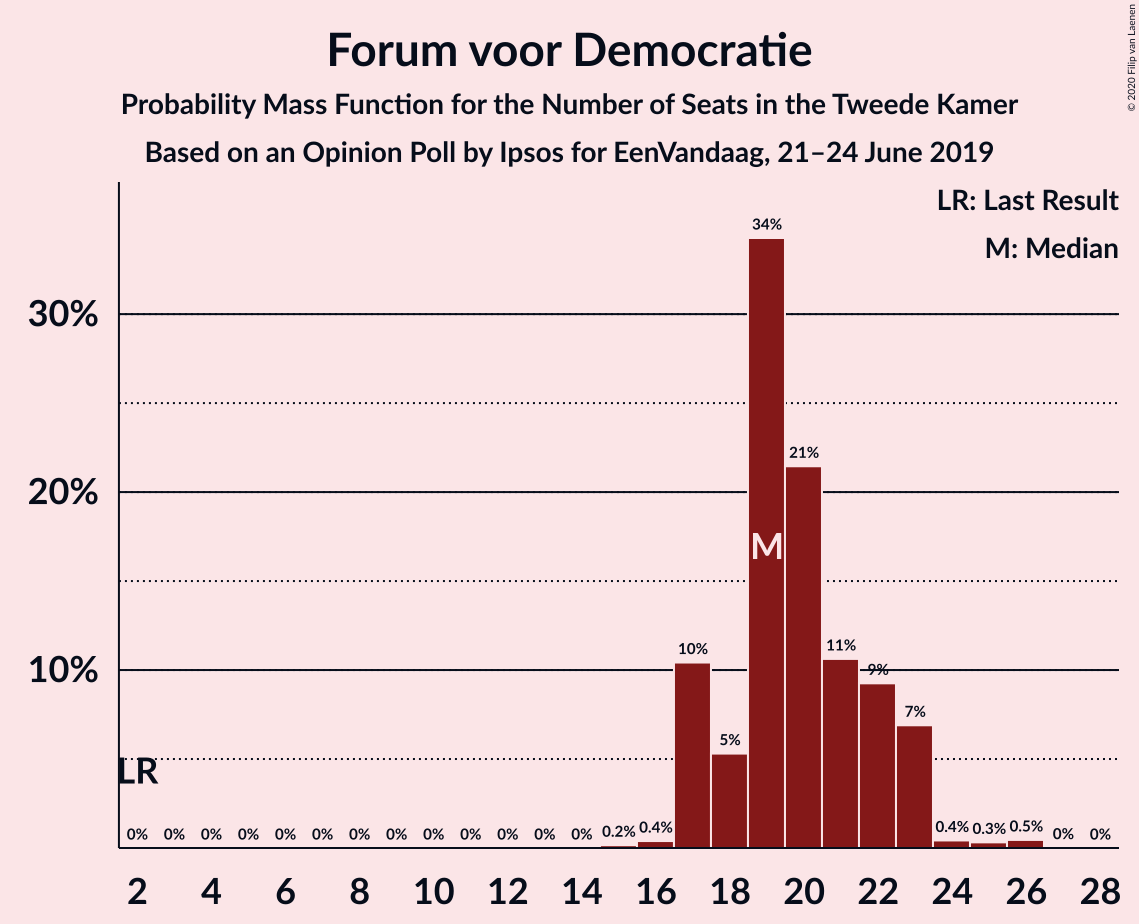 Forum voor Democratie
Probability Mass Function for the Number of Seats in the Tweede Kamer
Based on an Opinion Poll by Ipsos for EenVandaag, 21–24 June 2019
© 2020 Filip van Laenen
LR: Last Result
M: Median
34%
30%
21%
20%
M
10% 11%
10% 9%
7%
5%
LR
0% 0% 0% 0% 0% 0% 0% 0% 0% 0% 0% 0% 0% 0.2% 0.4% 0.4% 0.3% 0.5% 0% 0%
2 4 6 8 10 12 14 16 18 20 22 24 26 28